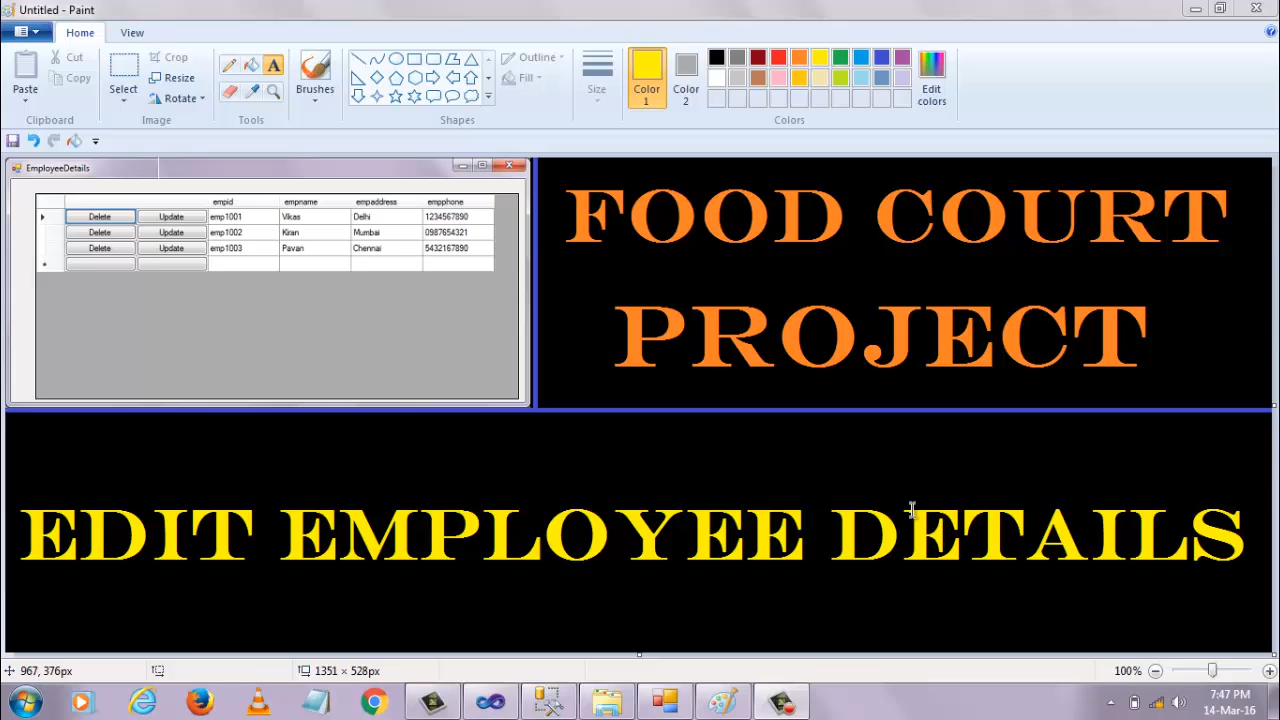 Untitled - Paint
Home View
Paste
Cut
Copy
Clipboard
Select
Crop
Resize
Rotate
Image
A
Tools
Brushes
Outline
Fill
Shapes
Size
Color 1
Color 2
Edit colors
Colors
EmployeeDetails
empid empname empaddress empphone
Delete Update emp1001 Vikas Delhi 1234567890
Delete Update emp1002 Kiran Mumbai 0987654321
Delete Update emp1003 Pavan Chennai 5432167890
FOOD COURT
PROJECT
EDIT EMPLOYEE DETAILS
967, 376px
1351 × 528px
100%
7:47 PM
14-Mar-16